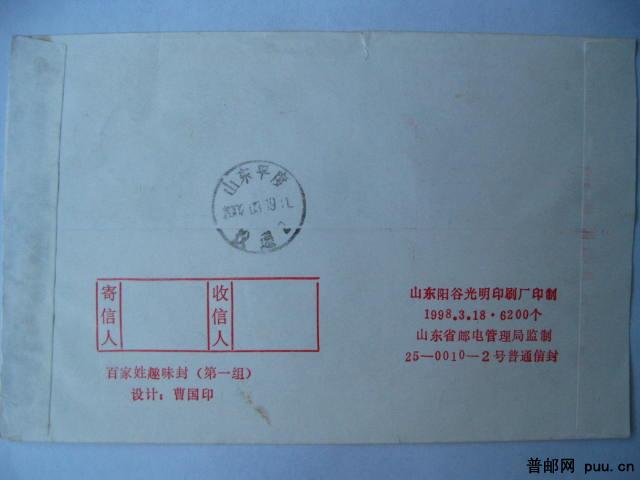 山东平阴
寄信人
收信人
百家姓趣味封（第一组）
设计：曹国印
山东阳谷光明印刷厂印制
1998.3.18·6200个
山东省邮电管理局监制
25—0010—2号普通信封
普邮网 puu.cn